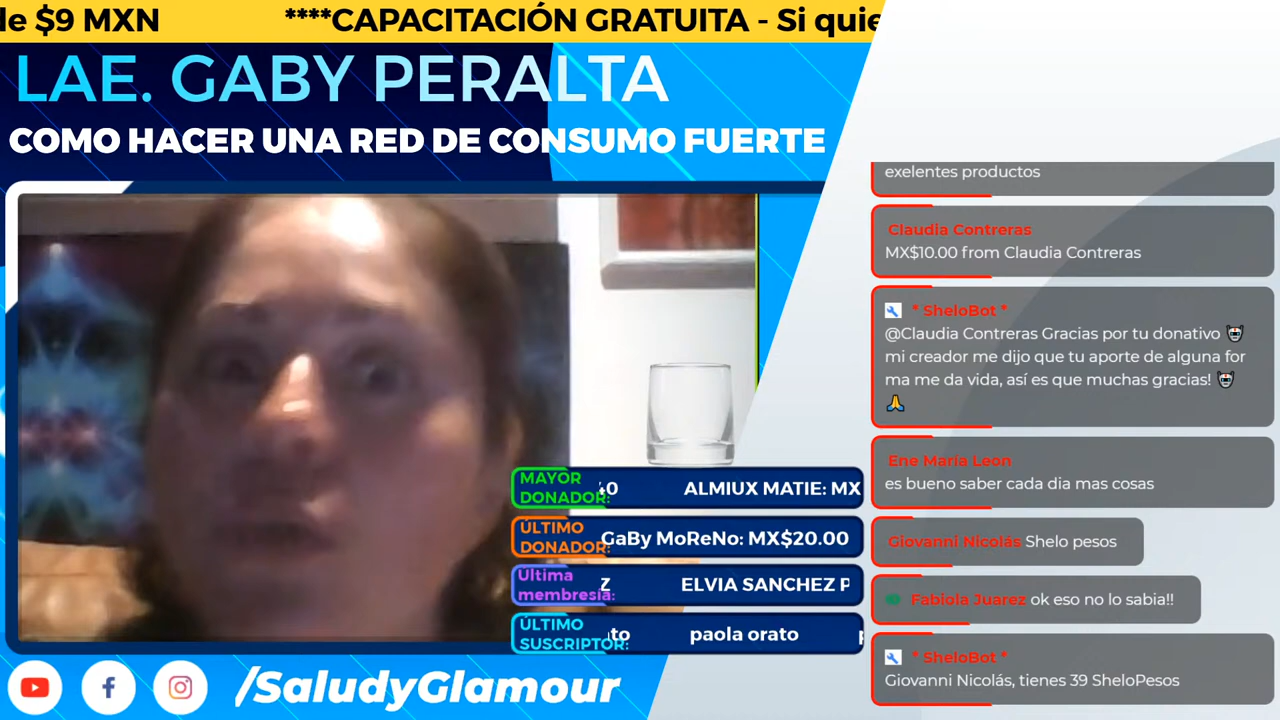 de $9 MXN ****CAPACITACIÓN GRATUITA - Si quie
LAE. GABY PERALTA
COMO HACER UNA RED DE CONSUMO FUERTE
MAYOR
DONADOR: 40 ALMIUX MATIE: MX
ÚLTIMO
DONADOR: GaBy MoReNo: MX$20.00
Última
membresía: Z ELVIA SANCHEZ P
ÚLTIMO
SUSCRIPTOR: to paola orato
/SaludyGlamour
exelentes productos
Claudia Contreras
MX$10.00 from Claudia Contreras
* SheloBot *
@Claudia Contreras Gracias por tu donativo
mi creador me dijo que tu aporte de alguna for
ma me da vida, así es que muchas gracias!
Ene María Leon
es bueno saber cada dia mas cosas
Giovanni Nicolás Shelo pesos
Fabiola Juarez ok eso no lo sabia!!
* SheloBot *
Giovanni Nicolás, tienes 39 SheloPesos